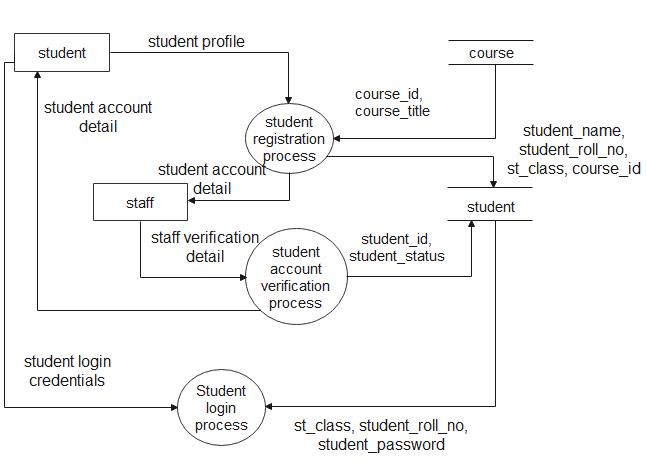 student
student profile
course
course_id,
course_title
student account
detail
student
registration
process
student_name,
student_roll_no,
st_class, course_id
student account
detail
staff
student
staff verification
detail
student
account
verification
process
student_id,
student_status
student login
credentials
Student
login
process
st_class, student_roll_no,
student_password